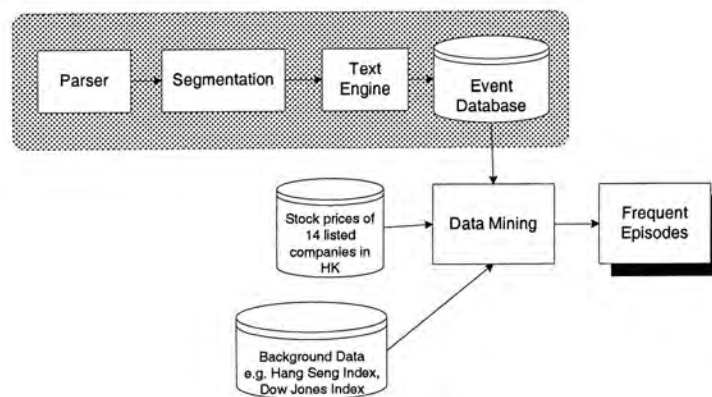 Parser
Segmentation
Text
Engine
Event
Database
Stock prices of
14 listed
companies in
HK
Data Mining
Frequent
Episodes
Background Data
e.g. Hang Seng Index,
Dow Jones Index